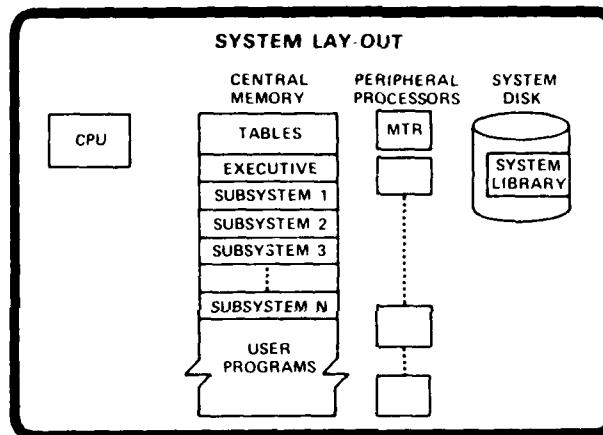 SYSTEM LAY-OUT
CENTRAL MEMORY
PERIPHERAL PROCESSORS
SYSTEM DISK
CPU
TABLES
EXECUTIVE
SUBSYSTEM 1
SUBSYSTEM 2
SUBSYSTEM 3
SUBSYSTEM N
USER PROGRAMS
MTR
SYSTEM LIBRARY